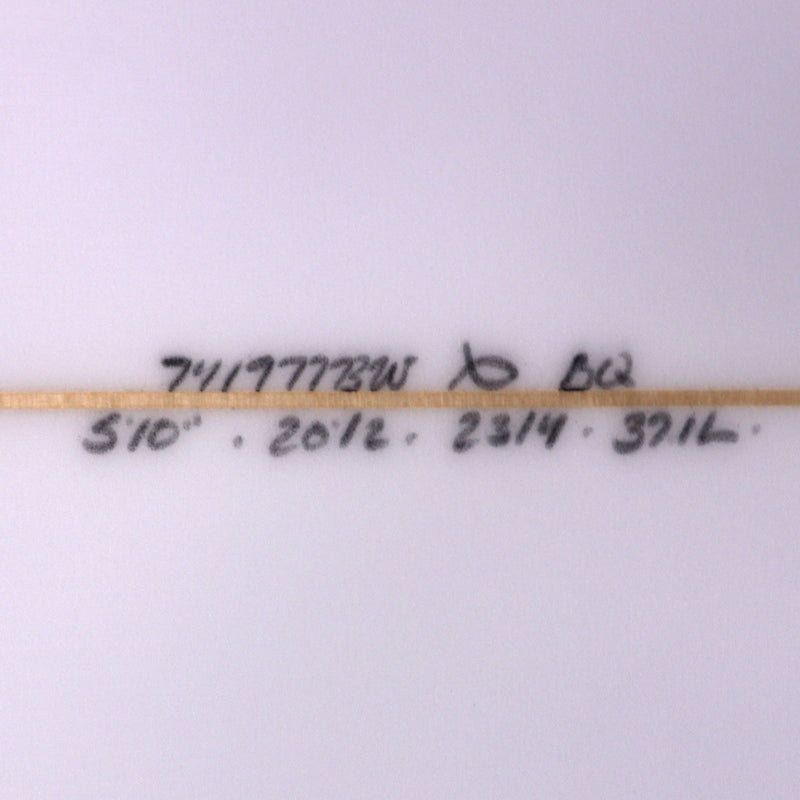 741977BW BQ
5'10" . 20 1/2 . 2 3/4 . 37.1L .